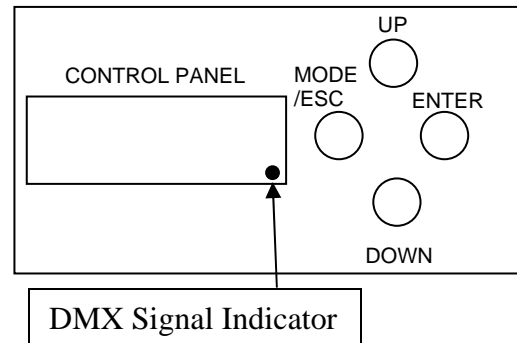 UP
CONTROL PANEL
MODE
/ESC
ENTER
DOWN
DMX Signal Indicator